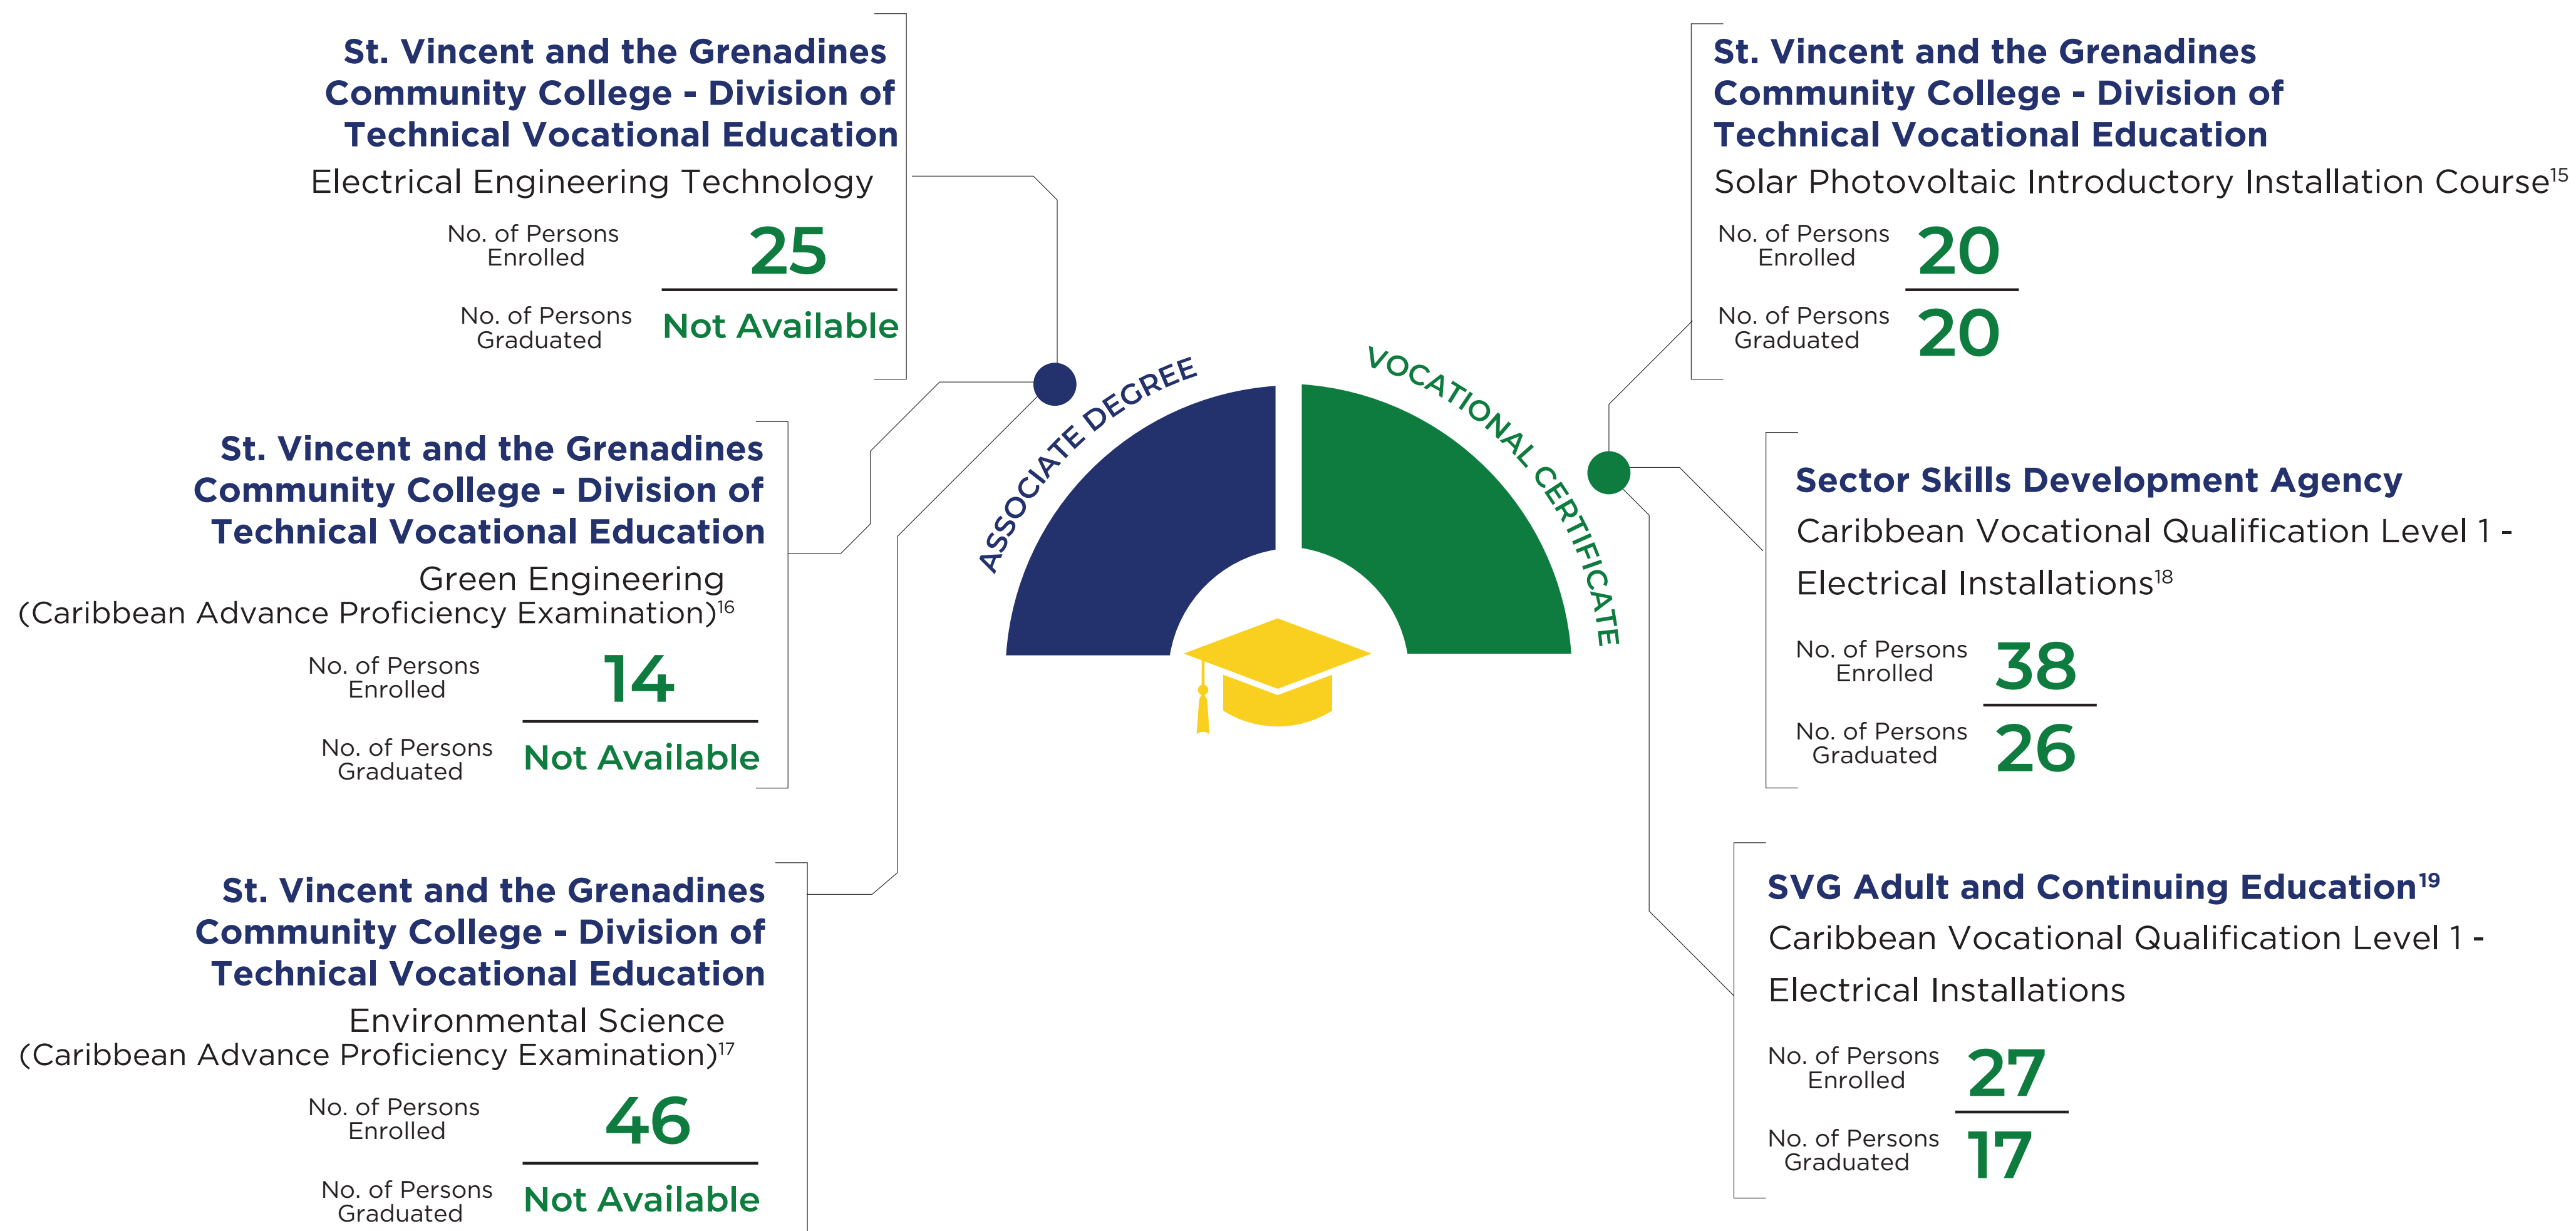 St. Vincent and the Grenadines
Community College - Division of
Technical Vocational Education
Electrical Engineering Technology
No. of Persons
Enrolled
25
No. of Persons
Graduated
Not Available
St. Vincent and the Grenadines
Community College - Division of
Technical Vocational Education
Green Engineering
(Caribbean Advance Proficiency Examination)16
No. of Persons
Enrolled
14
No. of Persons
Graduated
Not Available
St. Vincent and the Grenadines
Community College - Division of
Technical Vocational Education
Environmental Science
(Caribbean Advance Proficiency Examination)17
No. of Persons
Enrolled
46
No. of Persons
Graduated
Not Available
ASSOCIATE DEGREE
VOCATIONAL CERTIFICATE
St. Vincent and the Grenadines
Community College - Division of
Technical Vocational Education
Solar Photovoltaic Introductory Installation Course15
No. of Persons
Enrolled
20
No. of Persons
Graduated
20
Sector Skills Development Agency
Caribbean Vocational Qualification Level 1 -
Electrical Installations18
No. of Persons
Enrolled
38
No. of Persons
Graduated
26
SVG Adult and Continuing Education19
Caribbean Vocational Qualification Level 1 -
Electrical Installations
No. of Persons
Enrolled
27
No. of Persons
Graduated
17